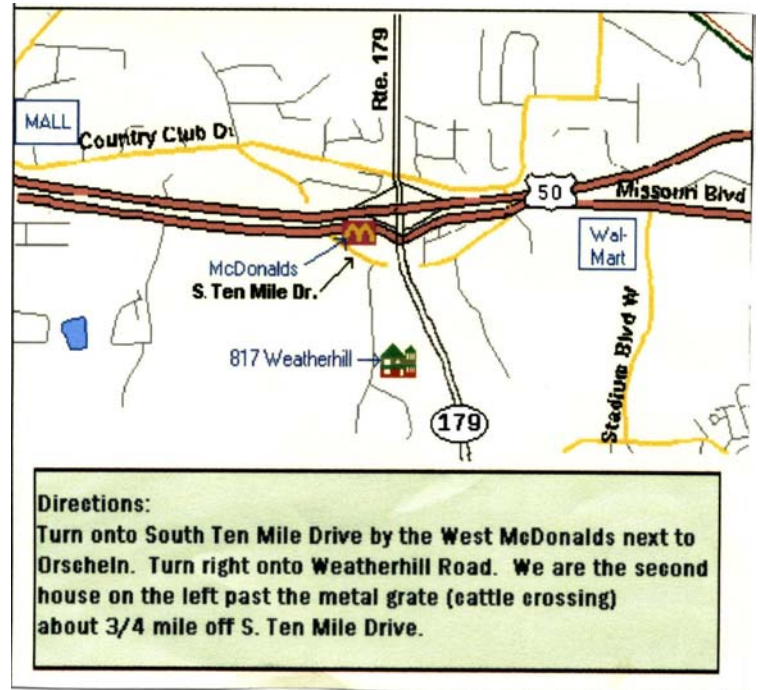 Rte. 179
MALL
Country Club Dr
50
Missouri Blvd
Wal-
Mart
McDonalds
S. Ten Mile Dr.
817 Weatherhill
Stadium Blvd W
179
Directions:
Turn onto South Ten Mile Drive by the West McDonalds next to
Orscheln. Turn right onto Weatherhill Road. We are the second
house on the left past the metal grate (cattle crossing)
about 3/4 mile off S. Ten Mile Drive.